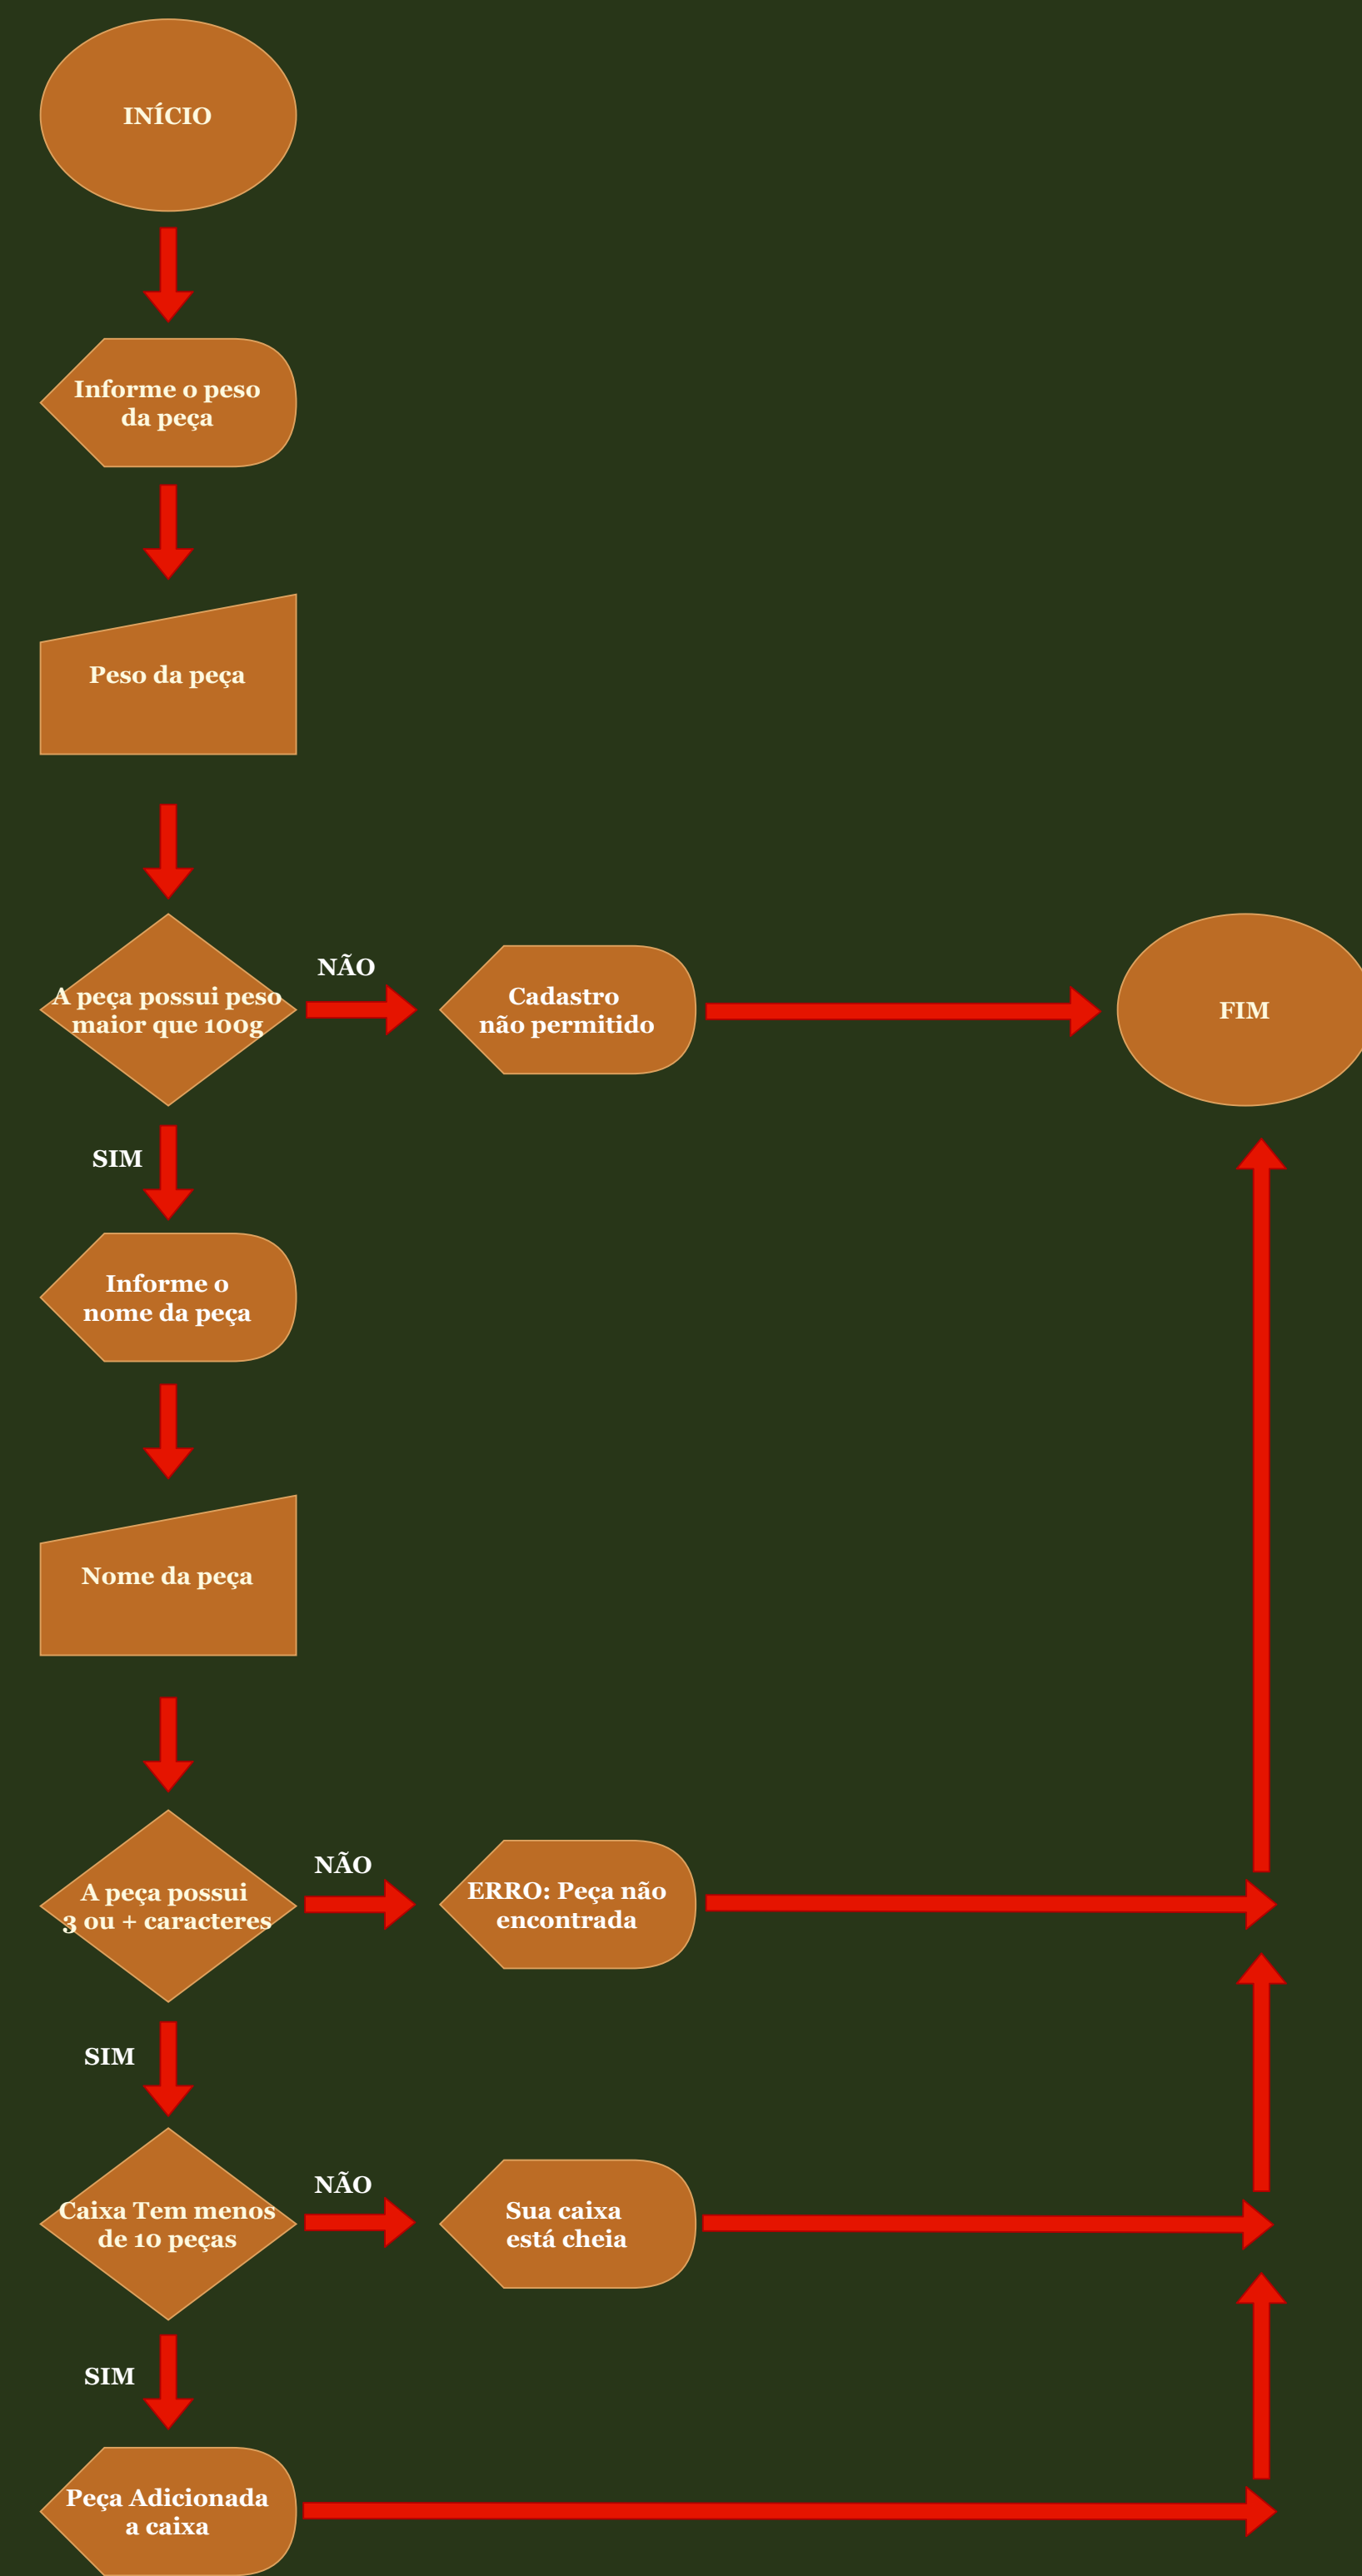 INÍCIO
Informe o peso
da peça
Peso da peça
A peça possui peso
maior que 100g
NÃO
Cadastro
não permitido
FIM
SIM
Informe o
nome da peça
Nome da peça
A peça possui
3 ou + caracteres
NÃO
ERRO: Peça não
encontrada
SIM
Caixa Tem menos
de 10 peças
NÃO
Sua caixa
está cheia
SIM
Peça Adicionada
a caixa